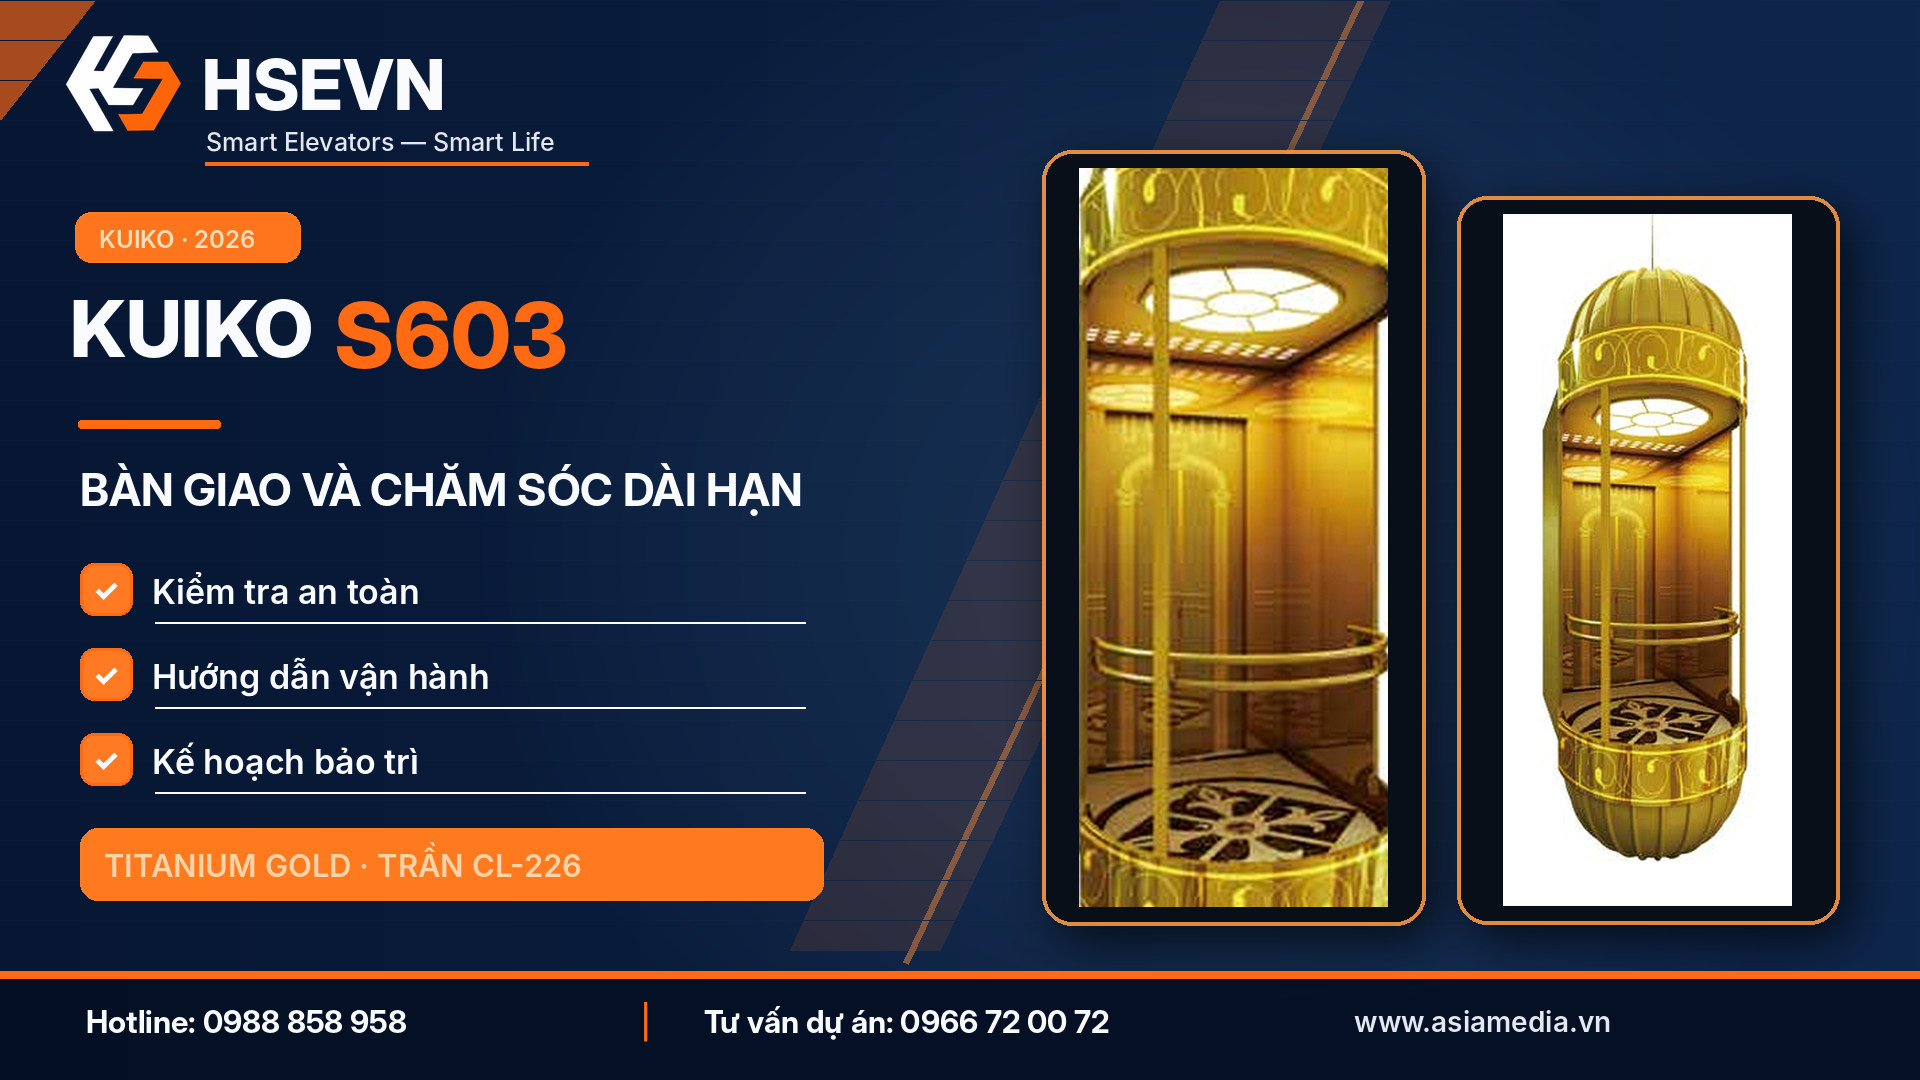 HSEVN
Smart Elevators — Smart Life
KUIKO · 2026
KUIKO S603
BÀN GIAO VÀ CHĂM SÓC DÀI HẠN
Kiểm tra an toàn
Hướng dẫn vận hành
Kế hoạch bảo trì
TITANIUM GOLD · TRẦN CL-226
Hotline: 0988 858 958
Tư vấn dự án: 0966 72 00 72
www.asiamedia.vn